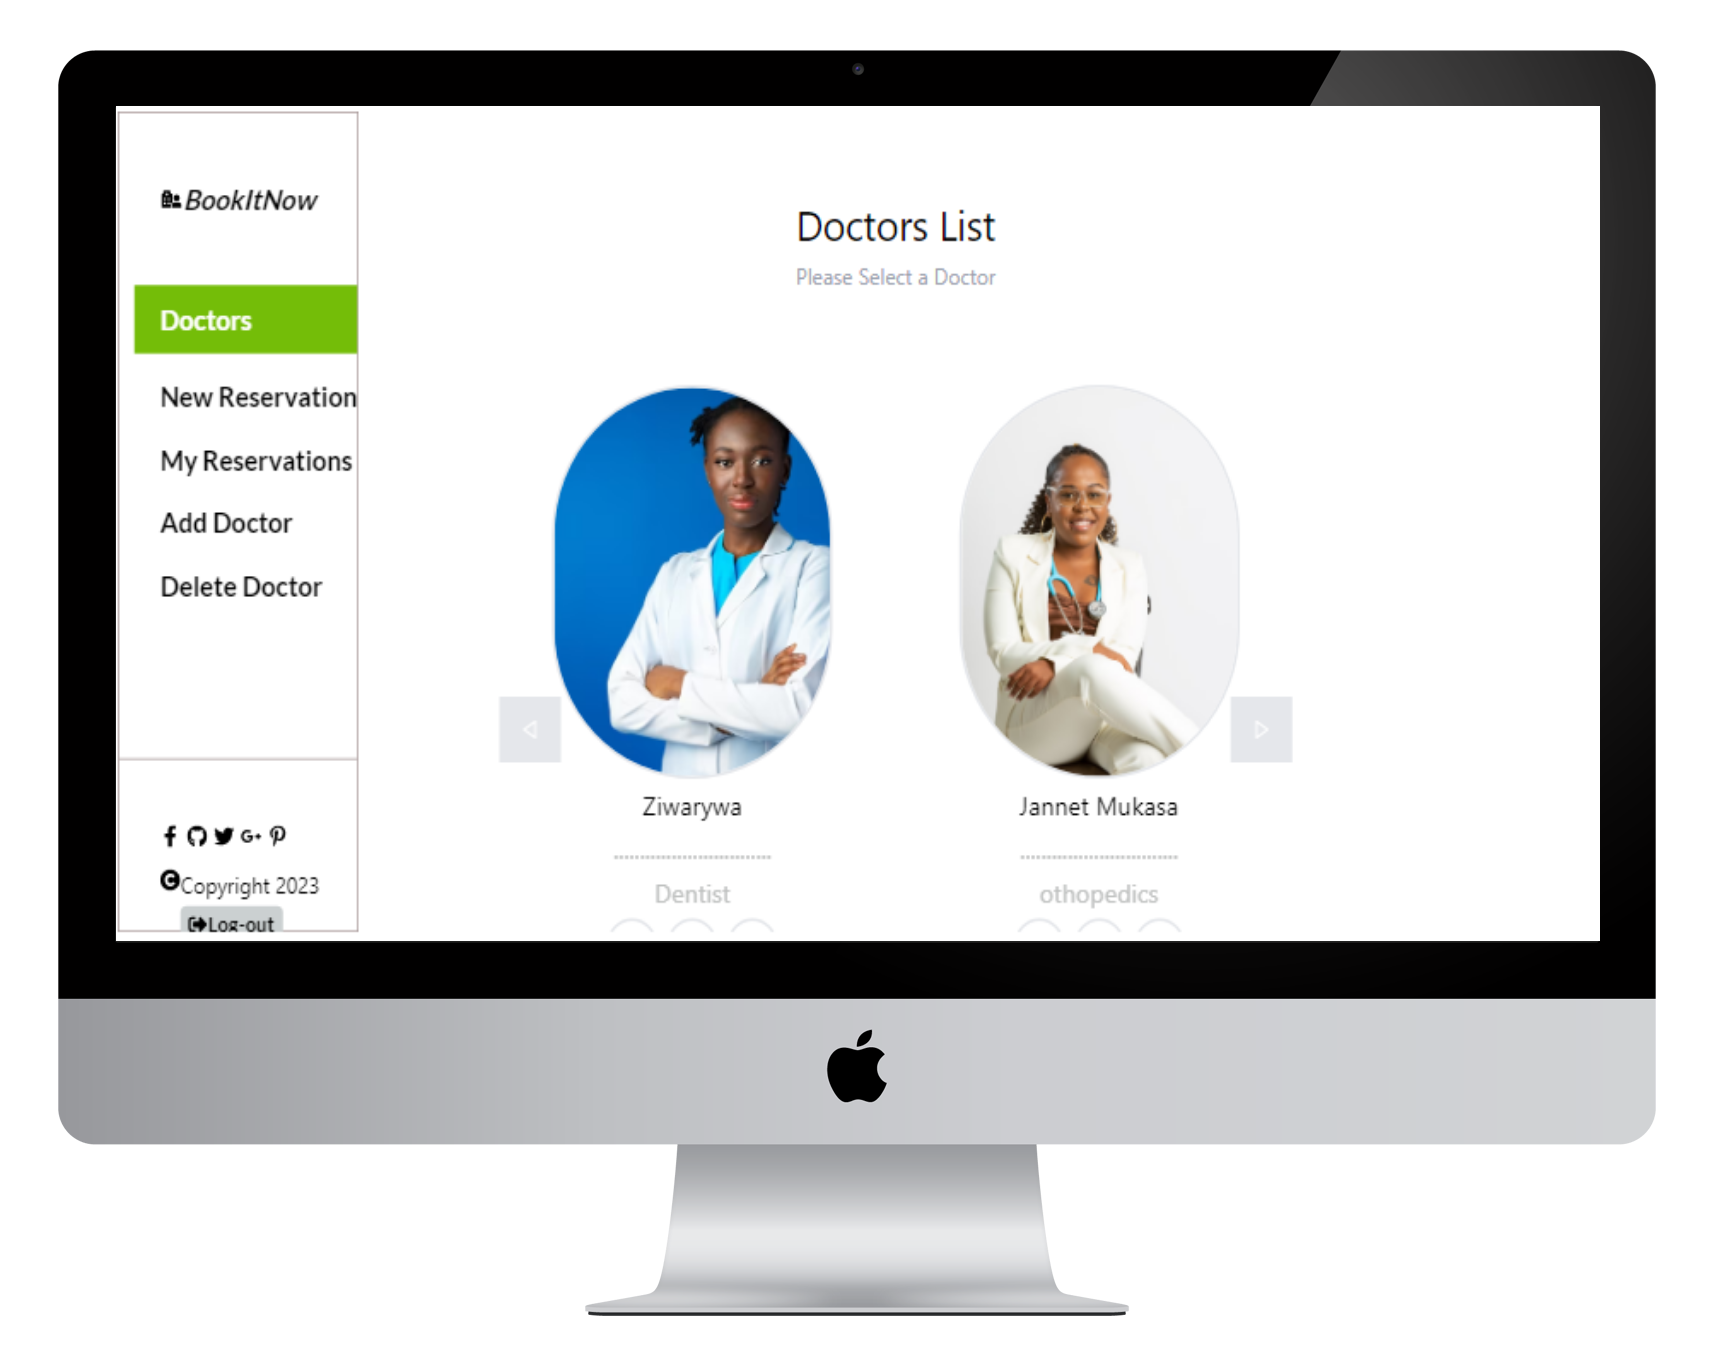 BookItNow
Doctors
New Reservation
My Reservations
Add Doctor
Delete Doctor
G+
Copyright 2023
Log-out
Doctors List
Please Select a Doctor
Ziwarywa
Jannet Mukasa
Dentist
othopedics